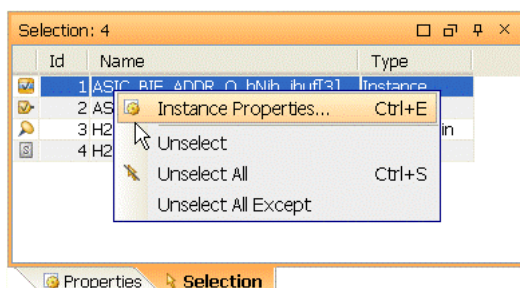 Selection: 4
Id Name Type
1 ASIC_BIF_ADDR_O_bNib_ibuf[3] Instance
2 AS
3 H2 in
4 H2
Instance Properties... Ctrl+E
Unselect
Unselect All Ctrl+S
Unselect All Except
Properties Selection